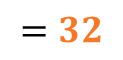 = 32